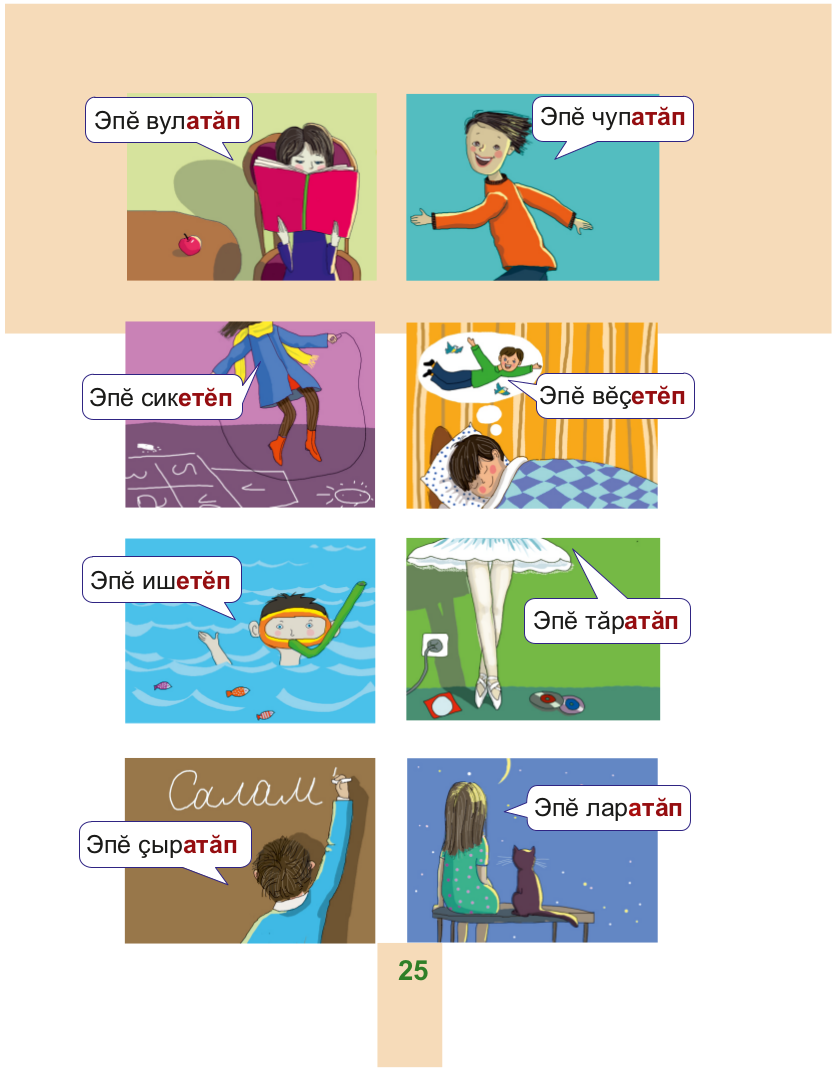 Эпӗ вулатӑп
Эпӗ чупатӑп
Эпӗ сикетӗп
Эпӗ вӗҫетӗп
Эпӗ ишетӗп
Эпӗ тӑратӑп
Салам
Эпӗ ҫыратӑп
Эпӗ ларатӑп
25